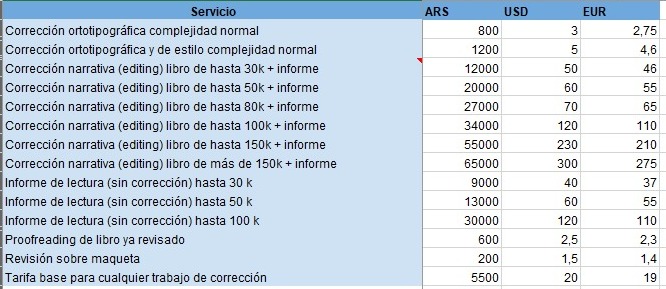 Servicio ARS USD EUR
Corrección ortotipográfica complejidad normal 800 3 2,75
Corrección ortotipográfica y de estilo complejidad normal 1200 5 4,6
Corrección narrativa (editing) libro de hasta 30k + informe 12000 50 46
Corrección narrativa (editing) libro de hasta 50k + informe 20000 60 55
Corrección narrativa (editing) libro de hasta 80k + informe 27000 70 65
Corrección narrativa (editing) libro de hasta 100k + informe 34000 120 110
Corrección narrativa (editing) libro de hasta 150k + informe 55000 230 210
Corrección narrativa (editing) libro de más de 150k + informe 65000 300 275
Informe de lectura (sin corrección) hasta 30 k 9000 40 37
Informe de lectura (sin corrección) hasta 50 k 13000 60 55
Informe de lectura (sin corrección) hasta 100 k 30000 120 110
Proofreading de libro ya revisado 600 2,5 2,3
Revisión sobre maqueta 200 1,5 1,4
Tarifa base para cualquier trabajo de corrección 5500 20 19